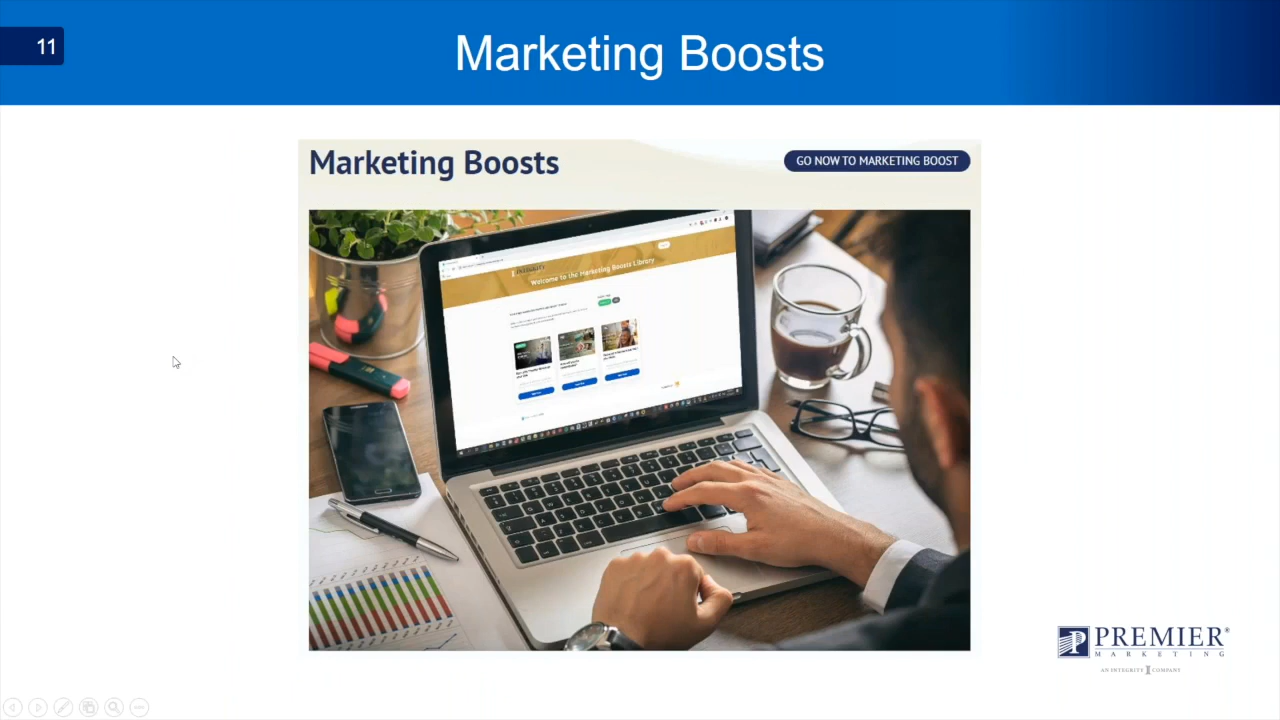 11
Marketing Boosts
Marketing Boosts
GO NOW TO MARKETING BOOST
Welcome to the Marketing Boosts Library
PREMIER®
MARKETING
AN INTEGRITY COMPANY